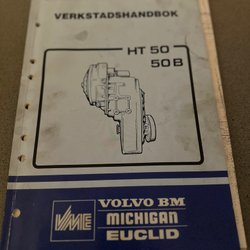 VERKSTADSHANDBOK
HT 50
50 B
VME
VOLVO BM
MICHIGAN
EUCLID